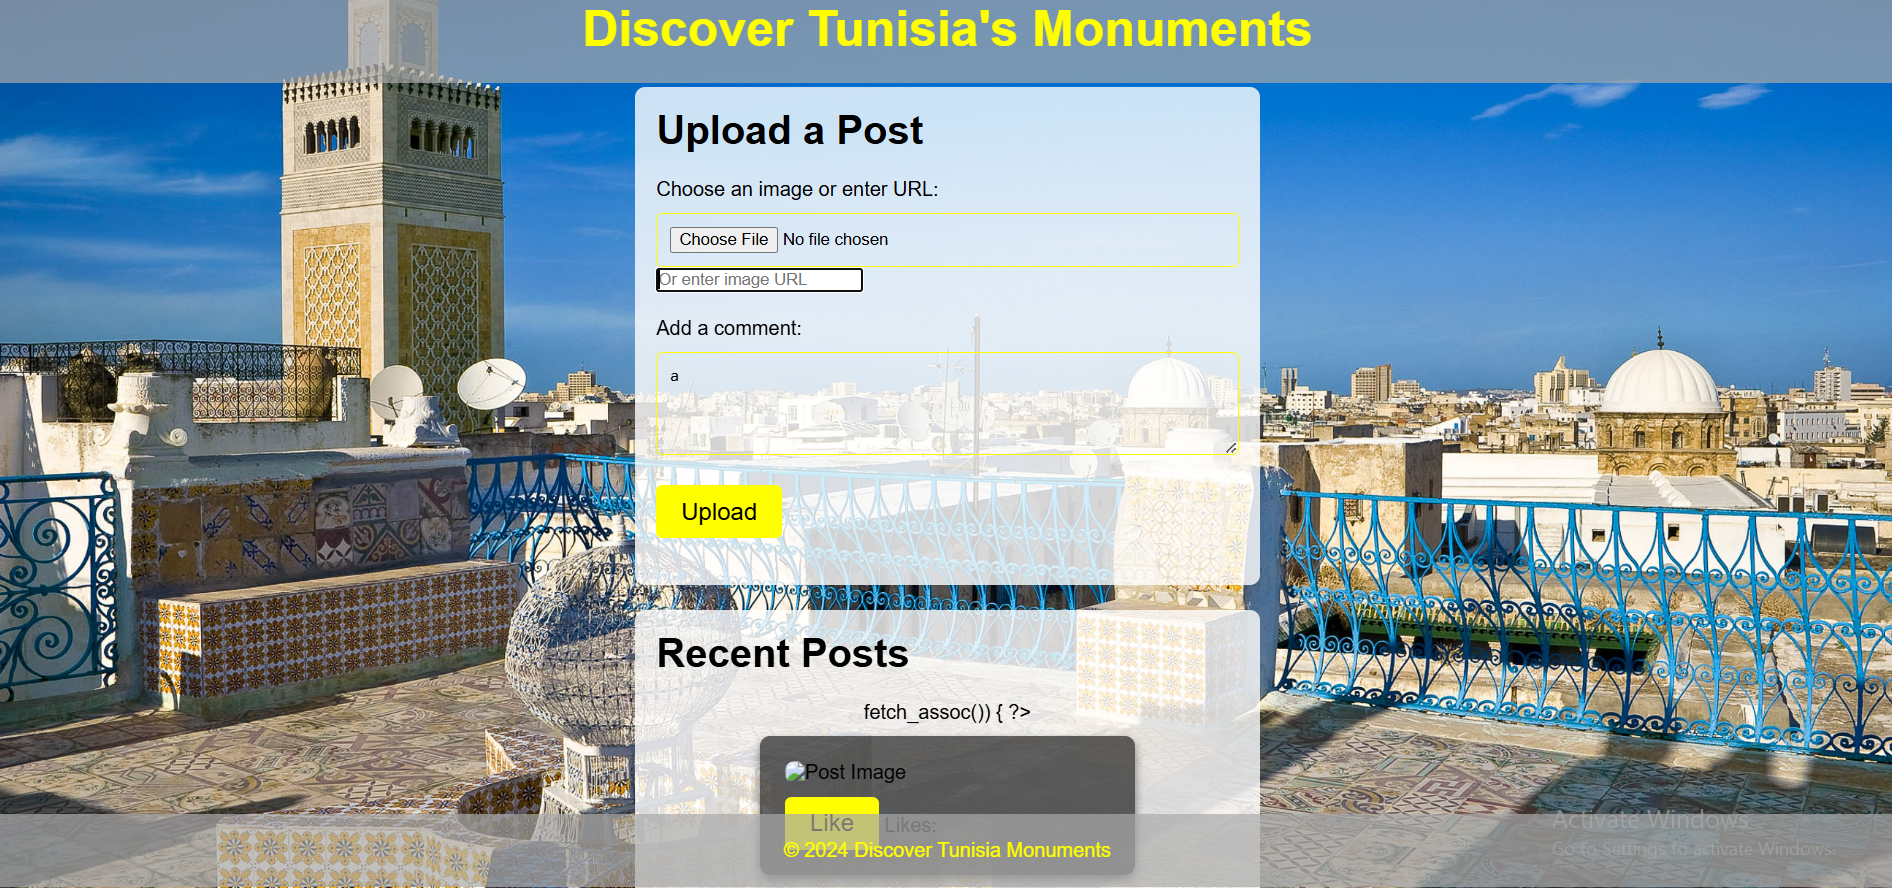 Discover Tunisia's Monuments
Upload a Post
Choose an image or enter URL:
Choose File No file chosen
Or enter image URL
Add a comment:
a
Upload
Recent Posts
fetch_assoc()) { ?>
Post Image
Like Likes:
© 2024 Discover Tunisia Monuments
Activate Windows
Go to Settings to activate Windows.